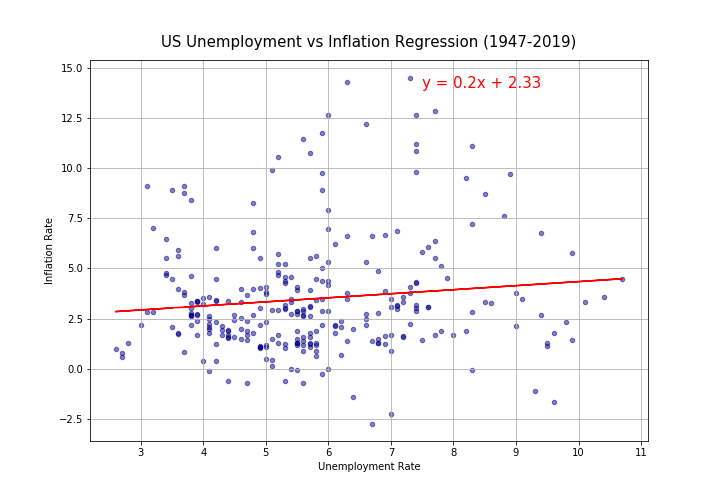 US Unemployment vs Inflation Regression (1947-2019)
y = 0.2x + 2.33
Inflation Rate
15.0
12.5
10.0
7.5
5.0
2.5
0.0
−2.5
3 4 5 6 7 8 9 10 11
Unemployment Rate